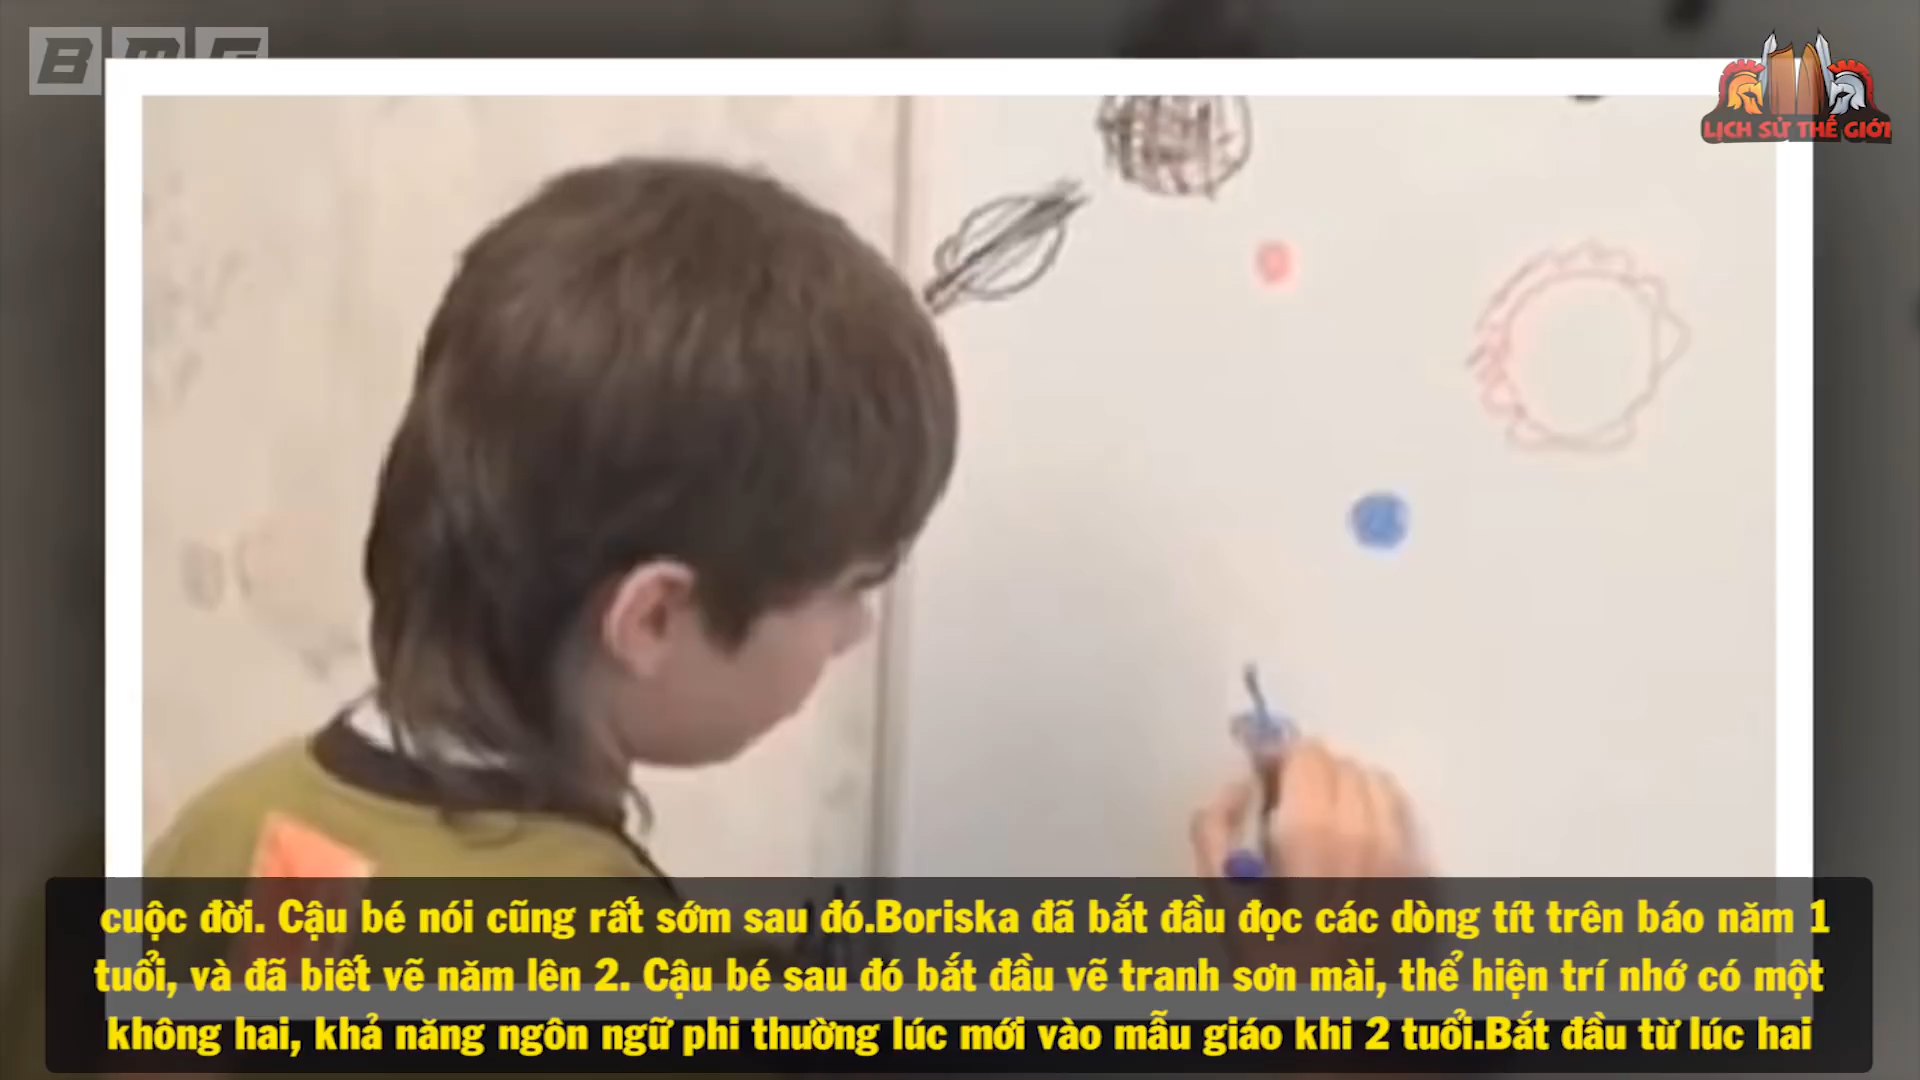 BMG
LỊCH SỬ THẾ GIỚI
cuộc đời. Cậu bé nói cũng rất sớm sau đó.Boriska đã bắt đầu đọc các dòng tít trên báo năm 1
tuổi, và đã biết vẽ năm lên 2. Cậu bé sau đó bắt đầu vẽ tranh sơn mài, thể hiện trí nhớ có một
không hai, khả năng ngôn ngữ phi thường lúc mới vào mẫu giáo khi 2 tuổi.Bắt đầu từ lúc hai